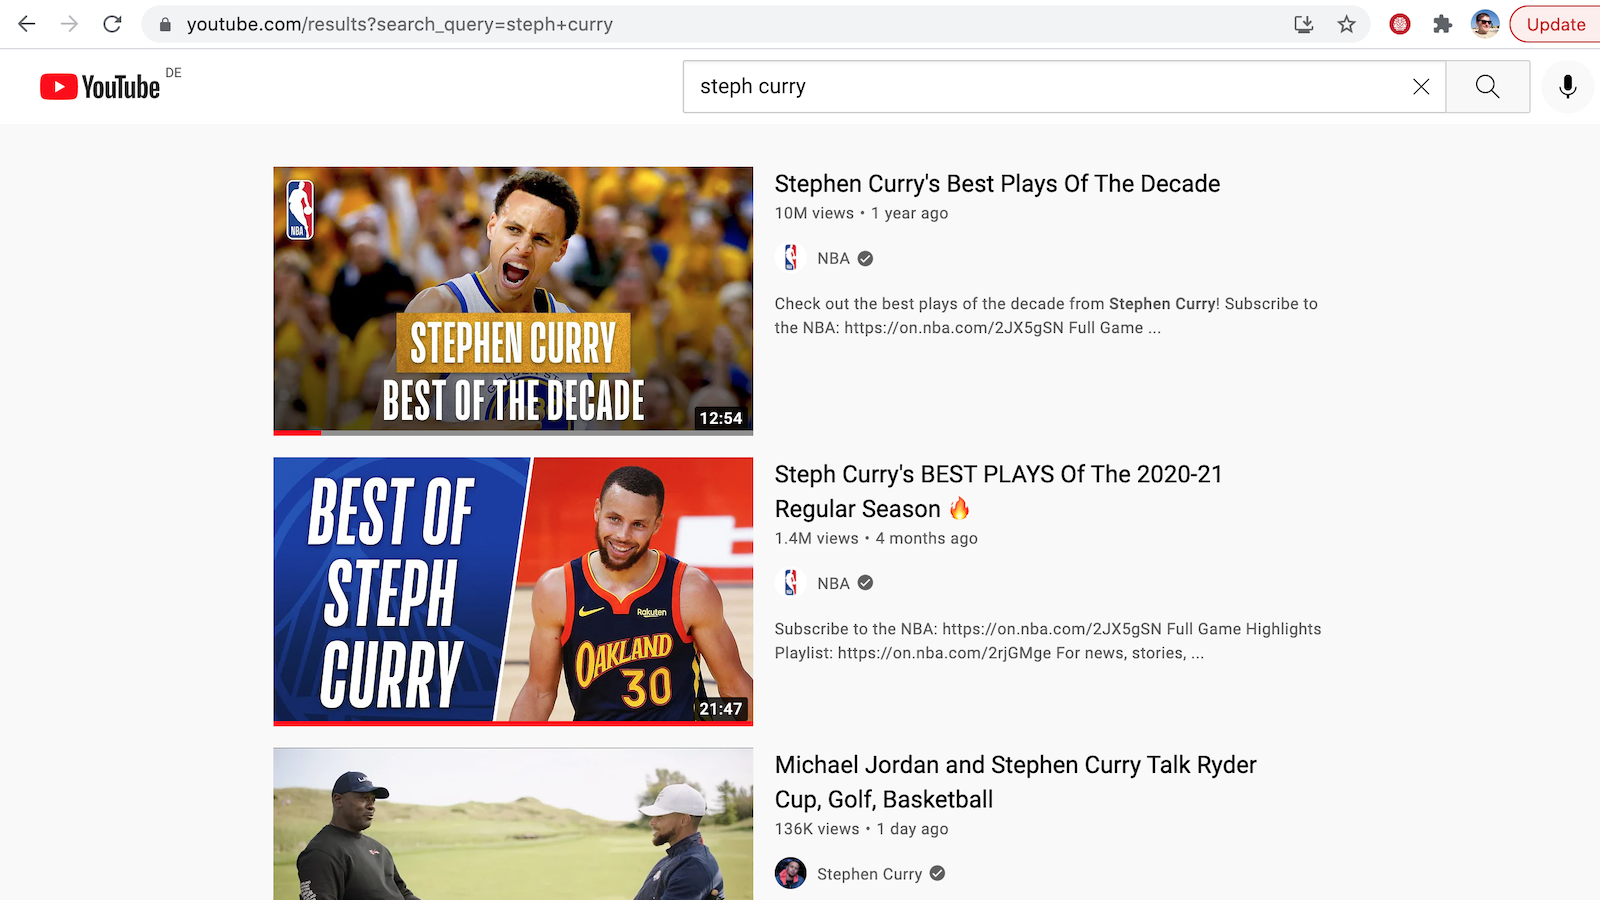 youtube.com/results?search_query=steph+curry
Update
YouTube DE
steph curry
NBA
STEPHEN CURRY
BEST OF THE DECADE
12:54
Stephen Curry's Best Plays Of The Decade
10M views • 1 year ago
NBA
Check out the best plays of the decade from Stephen Curry! Subscribe to
the NBA: https://on.nba.com/2JX5gSN Full Game ...
BEST OF
STEPH
CURRY
Rakuten
OAKLAND
30
21:47
Steph Curry's BEST PLAYS Of The 2020-21
Regular Season 🔥
1.4M views • 4 months ago
NBA
Subscribe to the NBA: https://on.nba.com/2JX5gSN Full Game Highlights
Playlist: https://on.nba.com/2rjGMge For news, stories, ...
Michael Jordan and Stephen Curry Talk Ryder
Cup, Golf, Basketball
136K views • 1 day ago
Stephen Curry